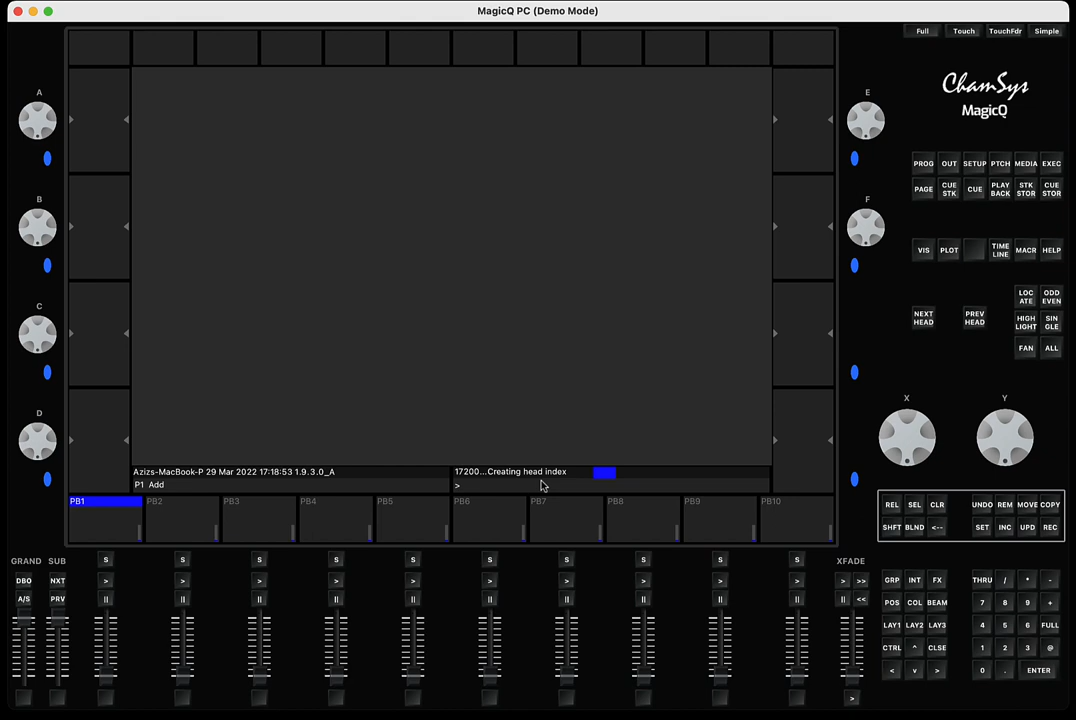 MagicQ PC (Demo Mode)
Full Touch TouchFdr Simple
ChamSys
MagicQ
A
B
C
D
E
F
PROG OUT SETUP PTCH MEDIA EXEC
PAGE CUE STK CUE PLAY BACK STK STOR CUE STOR
VIS PLOT TIME LINE MACR HELP
NEXT HEAD PREV HEAD LOC ATE ODD EVEN
HIGH LIGHT SIN GLE
FAN ALL
X Y
Azizs-MacBook-P 29 Mar 2022 17:18:53 1.9.3.0_A
P1 Add
17200...Creating head index
>
PB1 PB2 PB3 PB4 PB5 PB6 PB7 PB8 PB9 PB10
REL SEL CLR UNDO REM MOVE COPY
SHFT BLND <-- SET INC UPD REC
GRAND SUB
DBO NXT
A/S PRV
S S S S S S S S S S
> > > > > > > > > >
|| || || || || || || || || ||
XFADE
> >>
|| <<
>
GRP INT FX THRU / * -
POS COL BEAM 7 8 9 +
LAY1 LAY2 LAY3 4 5 6 FULL
CTRL ^ CLSE 1 2 3 @
< v > 0 . ENTER